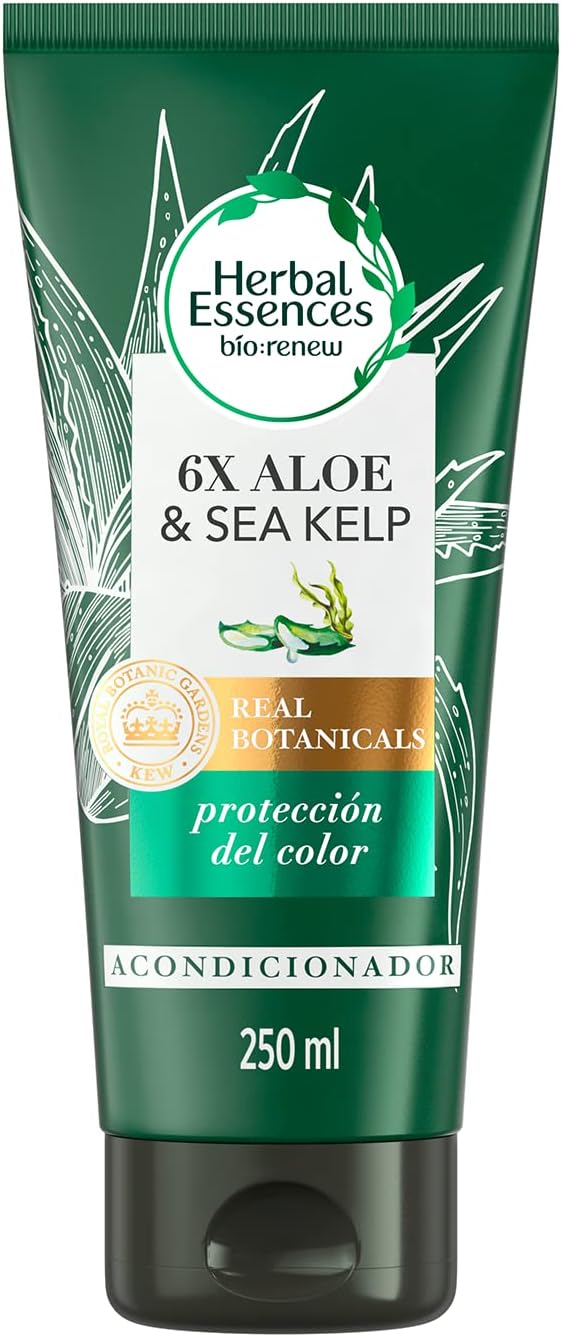 Herbal
Essences
bío:renew
6X ALOE
& SEA KELP
ROYAL BOTANIC GARDENS
• KEW •
REAL
BOTANICALS
protección
del color
ACONDICIONADOR
250 ml